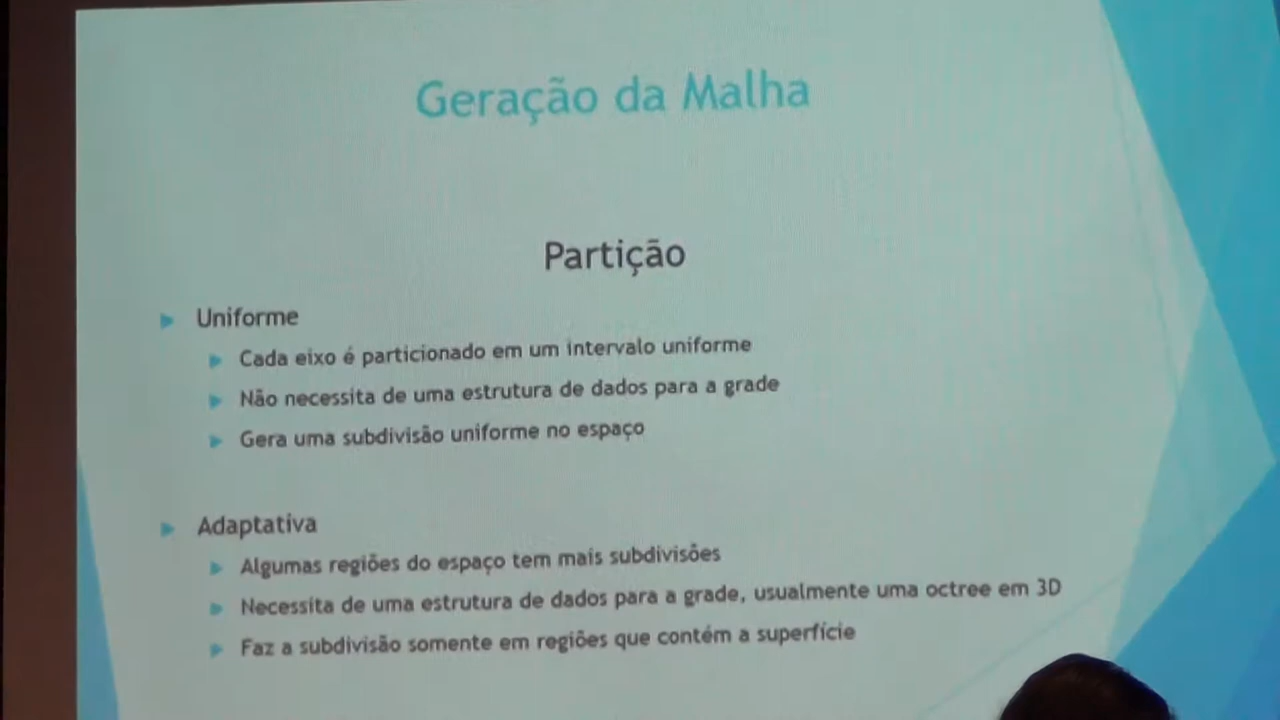 Geração da Malha
Partição
Uniforme
Cada eixo é particionado em um intervalo uniforme
Não necessita de uma estrutura de dados para a grade
Gera uma subdivisão uniforme no espaço
Adaptativa
Algumas regiões do espaço tem mais subdivisões
Necessita de uma estrutura de dados para a grade, usualmente uma octree em 3D
Faz a subdivisão somente em regiões que contém a superfície